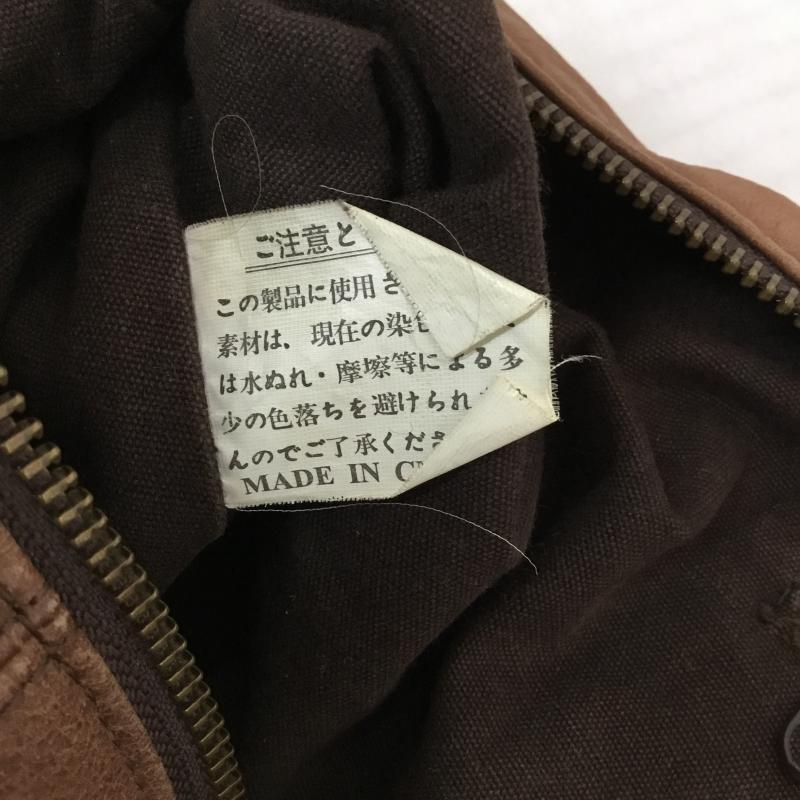 ご注意と
この製品に使用さ
素材は、現在の染色
は水ぬれ・摩擦等による多
少の色落ちを避けられ
んのでご了承くださ
MADE IN